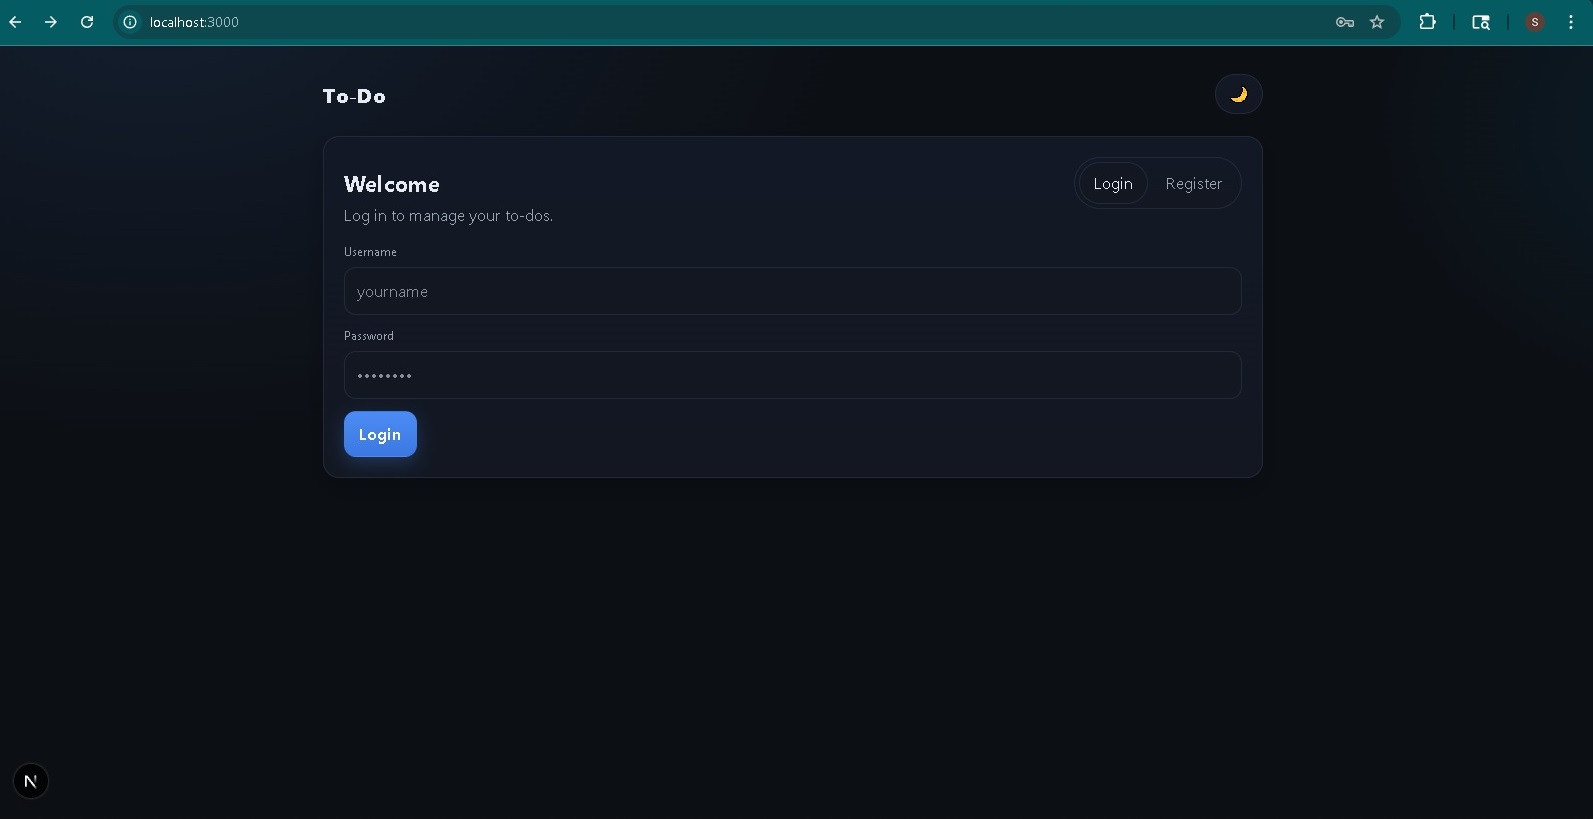 localhost:3000
S
To-Do
Welcome
Login
Register
Log in to manage your to-dos.
Username
yourname
Password
••••••••
Login
N